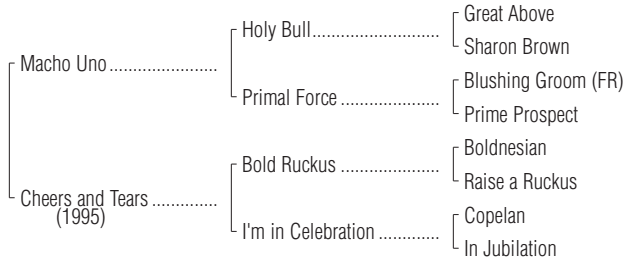 Great Above
Holy Bull
Sharon Brown
Macho Uno
Blushing Groom (FR)
Primal Force
Prime Prospect
Boldnesian
Bold Ruckus
Raise a Ruckus
Cheers and Tears
(1995)
Copelan
I'm in Celebration
In Jubilation